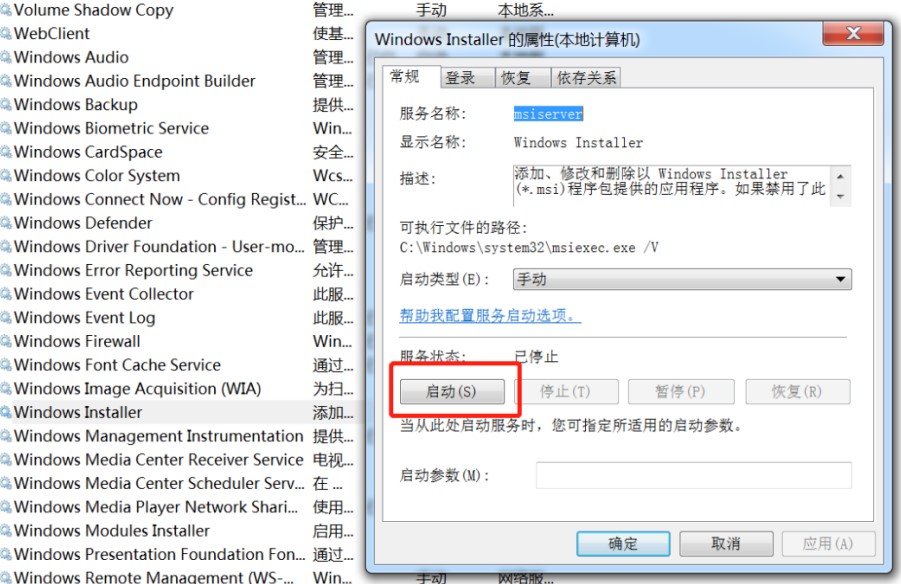 Volume Shadow Copy 管理... 手动 本地系...
WebClient 使基...
Windows Audio 管理...
Windows Audio Endpoint Builder 管理...
Windows Backup 提供...
Windows Biometric Service Win...
Windows CardSpace 安全...
Windows Color System Wcs...
Windows Connect Now - Config Regist... WC...
Windows Defender 保护...
Windows Driver Foundation - User-mo... 管理...
Windows Error Reporting Service 允许...
Windows Event Collector 此服...
Windows Event Log 此服...
Windows Firewall Win...
Windows Font Cache Service 通过...
Windows Image Acquisition (WIA) 为扫...
Windows Installer 添加...
Windows Management Instrumentation 提供...
Windows Media Center Receiver Service 电视...
Windows Media Center Scheduler Serv... 在 ...
Windows Media Player Network Shari... 使用...
Windows Modules Installer 启用...
Windows Presentation Foundation Fon... 通过...
Windows Remote Management (WS-... Win... 手动 网络服...
Windows Installer 的属性(本地计算机)
常规 登录 恢复 依存关系
服务名称: msiserver
显示名称: Windows Installer
描述: 添加、修改和删除以 Windows Installer
(*.msi)程序包提供的应用程序。如果禁用了此
可执行文件的路径:
C:\Windows\system32\msiexec.exe /V
启动类型(E): 手动
帮助我配置服务启动选项。
服务状态: 已停止
启动(S) 停止(T) 暂停(P) 恢复(R)
当从此处启动服务时，您可指定所适用的启动参数。
启动参数(M):
确定 取消 应用(A)